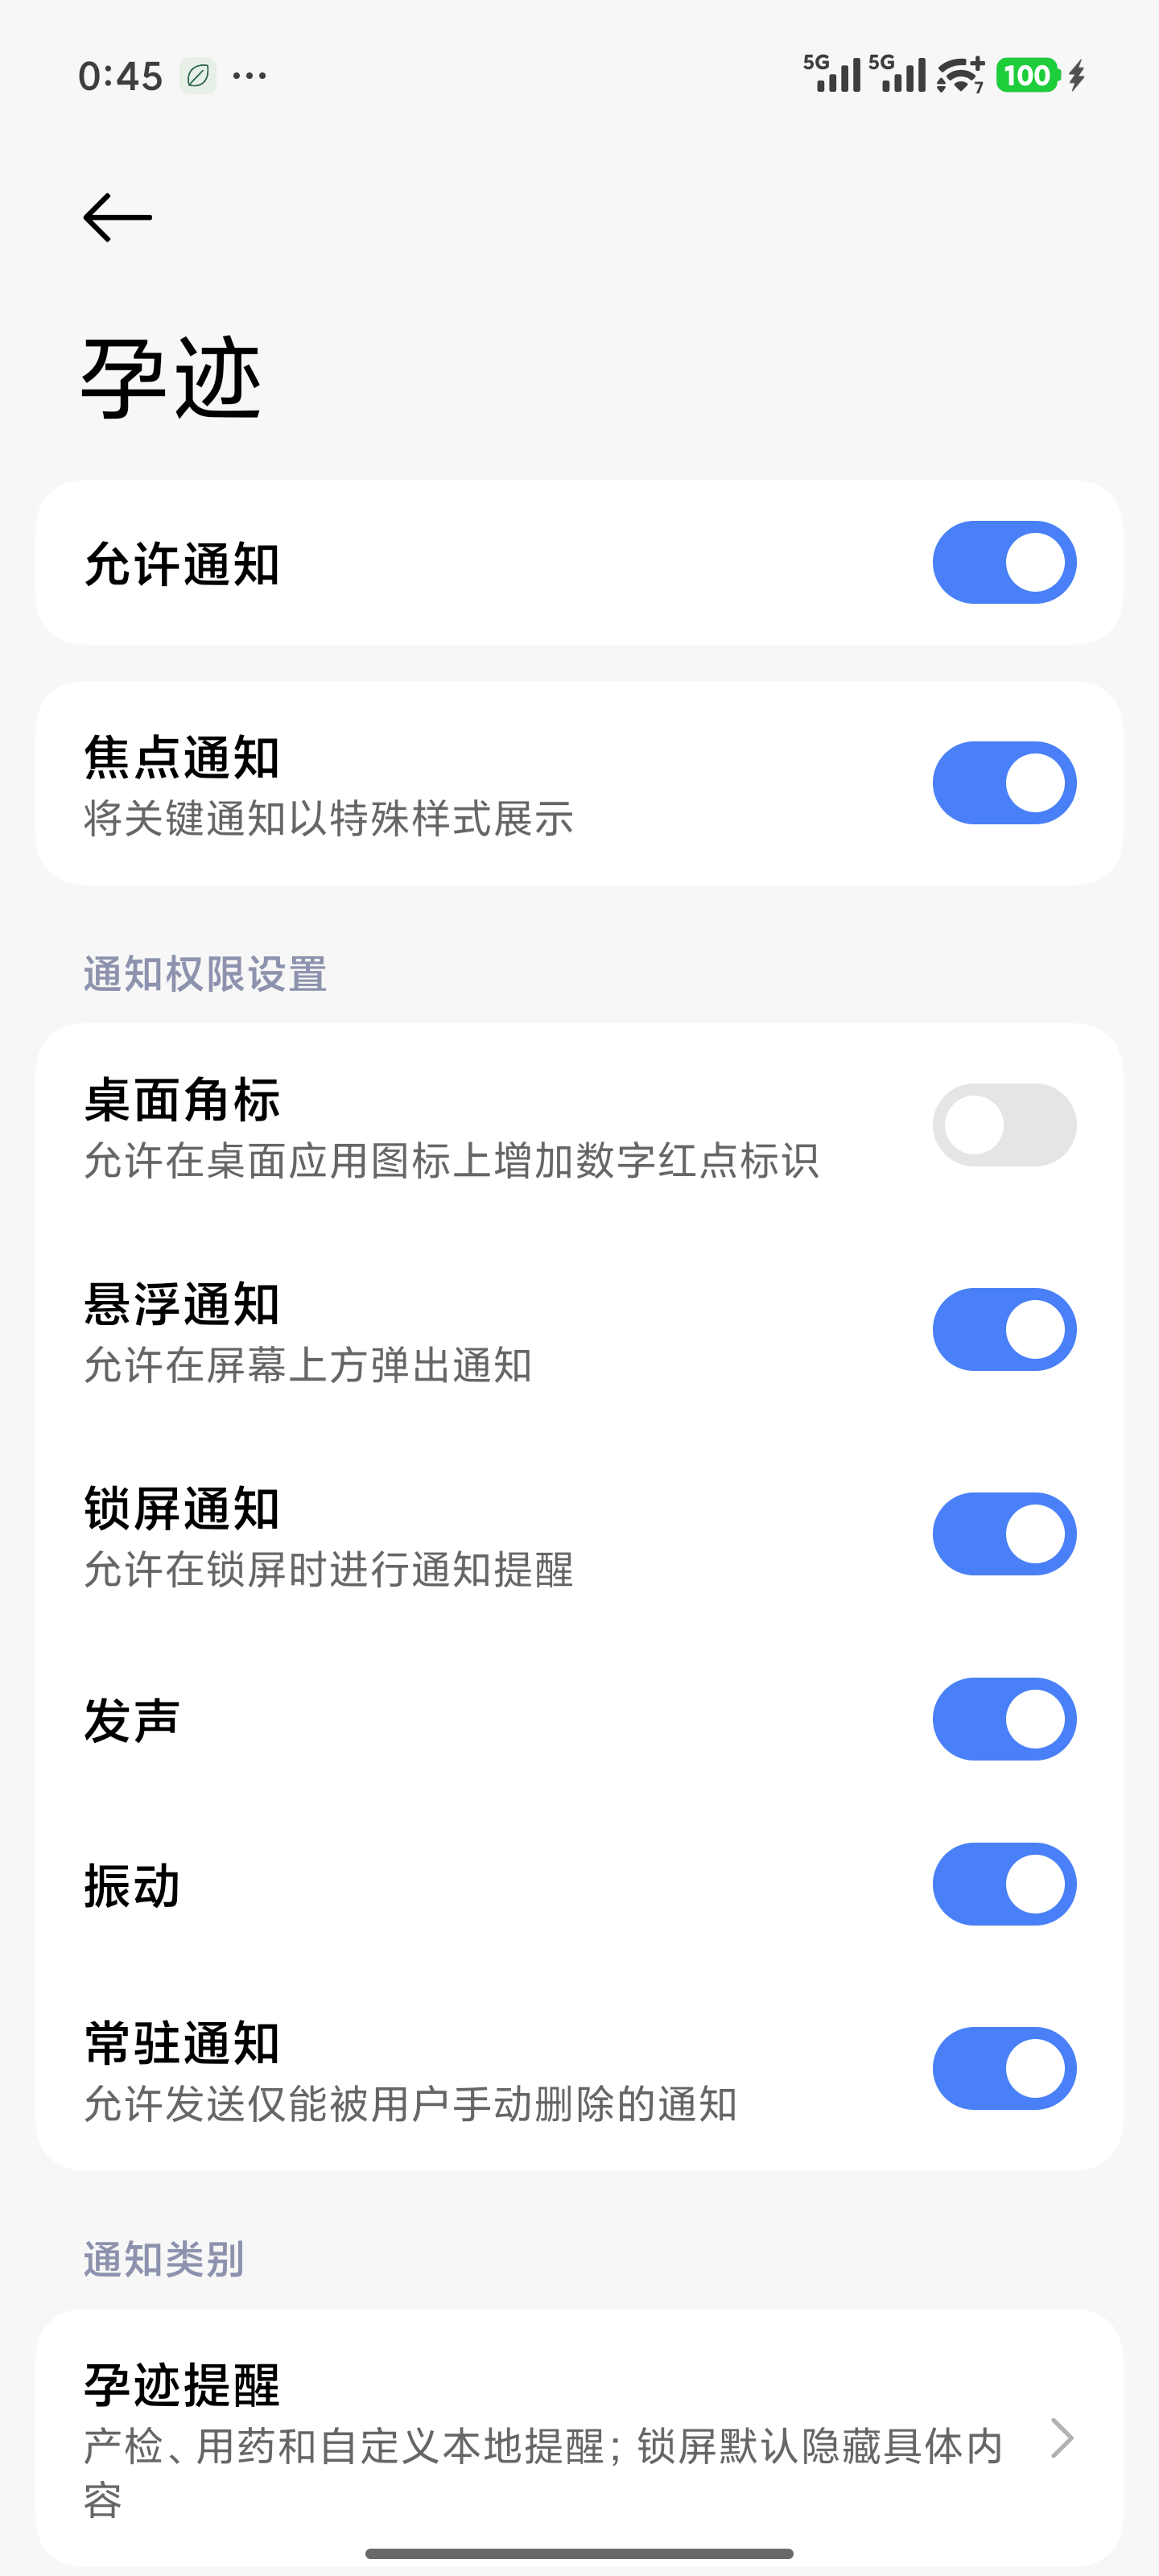 0:45
5G 5G 7 100
孕迹
允许通知
焦点通知
将关键通知以特殊样式展示
通知权限设置
桌面角标
允许在桌面应用图标上增加数字红点标识
悬浮通知
允许在屏幕上方弹出通知
锁屏通知
允许在锁屏时进行通知提醒
发声
振动
常驻通知
允许发送仅能被用户手动删除的通知
通知类别
孕迹提醒
产检、用药和自定义本地提醒；锁屏默认隐藏具体内
容